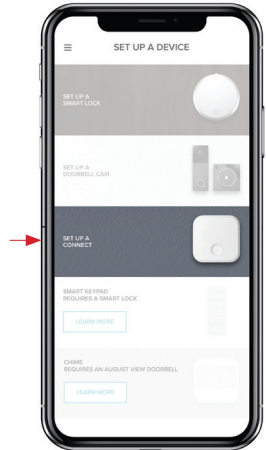 SET UP A DEVICE
SET UP A
SMART LOCK
SET UP A
DOORBELL CAM
SET UP A
CONNECT
SMART KEYPAD
REQUIRES A SMART LOCK
LEARN MORE
CHIME
REQUIRES AN AUGUST VIEW DOORBELL
LEARN MORE